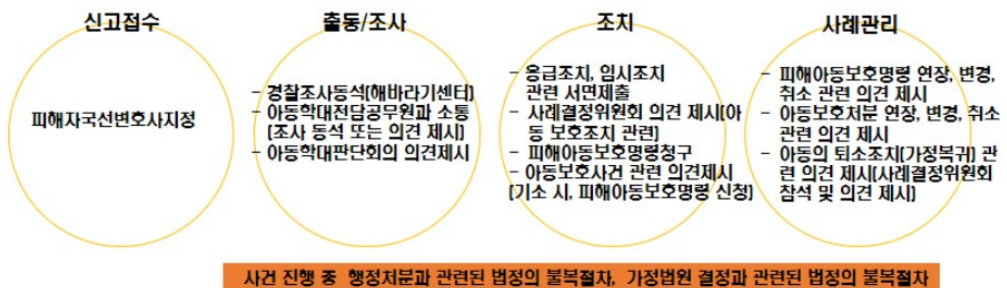 신고접수
피해자국선변호사지정
출동/조사
- 경찰조사동석(해바라기센터)
- 아동학대전담공무원과 소통
(조사 동석 또는 의견 제시)
- 아동학대판단회의 의견제시
조치
- 응급조치, 임시조치
관련 서면제출
- 사례결정위원회 의견 제시(아
동 보호조치 관련)
- 피해아동보호명령청구
- 아동보호사건 관련 의견제시
(기소 시, 피해아동보호명령 신청)
사례관리
- 피해아동보호명령 연장, 변경,
취소 관련 의견 제시
- 아동보호처분 연장, 변경, 취소
관련 의견 제시
- 아동의 퇴소조치(가정복귀) 관
련 의견 제시(사례결정위원회
참석 및 의견 제시)
사건 진행 중 행정처분과 관련된 법정의 불복절차, 가정법원 결정과 관련된 법정의 불복절차